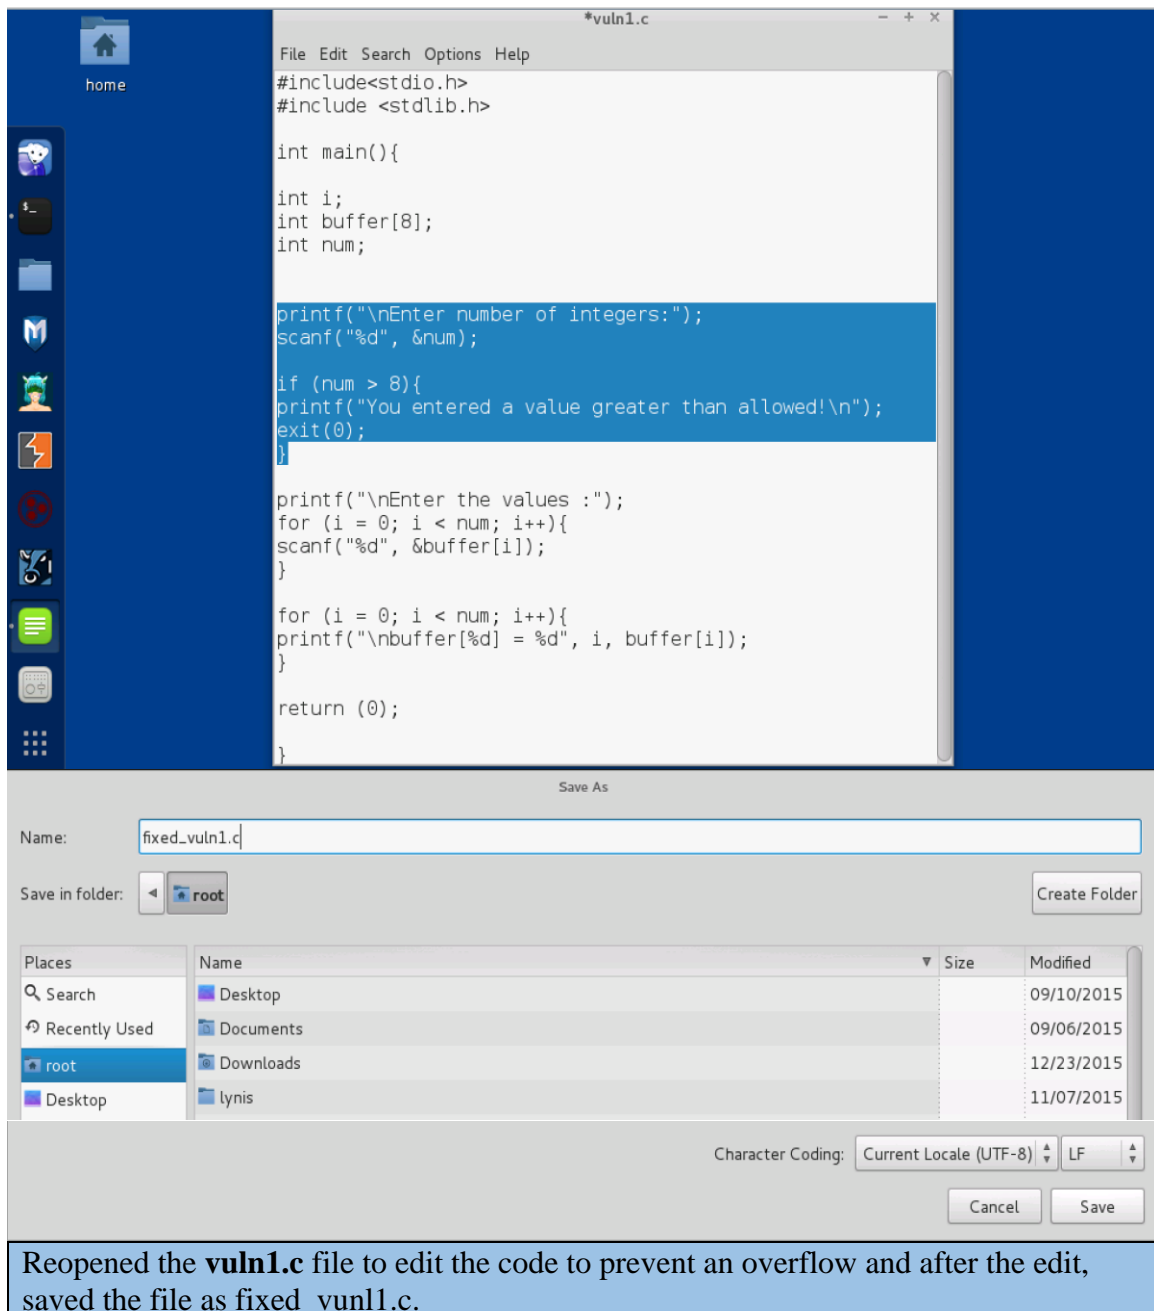 *vuln1.c
home
File Edit Search Options Help
#include<stdio.h>
#include <stdlib.h>
int main(){
int i;
int buffer[8];
int num;
printf("\nEnter number of integers:");
scanf("%d", &num);
if (num > 8){
printf("You entered a value greater than allowed!\n");
exit(0);
}
printf("\nEnter the values :");
for (i = 0; i < num; i++){
scanf("%d", &buffer[i]);
}
for (i = 0; i < num; i++){
printf("\nbuffer[%d] = %d", i, buffer[i]);
}
return (0);
}
Save As
Name: fixed_vuln1.c
Save in folder: root Create Folder
Places Name Size Modified
Search Desktop 09/10/2015
Recently Used Documents 09/06/2015
root Downloads 12/23/2015
Desktop lynis 11/07/2015
Character Coding: Current Locale (UTF-8) LF
Cancel Save
Reopened the vuln1.c file to edit the code to prevent an overflow and after the edit,
saved the file as fixed_vunl1.c.